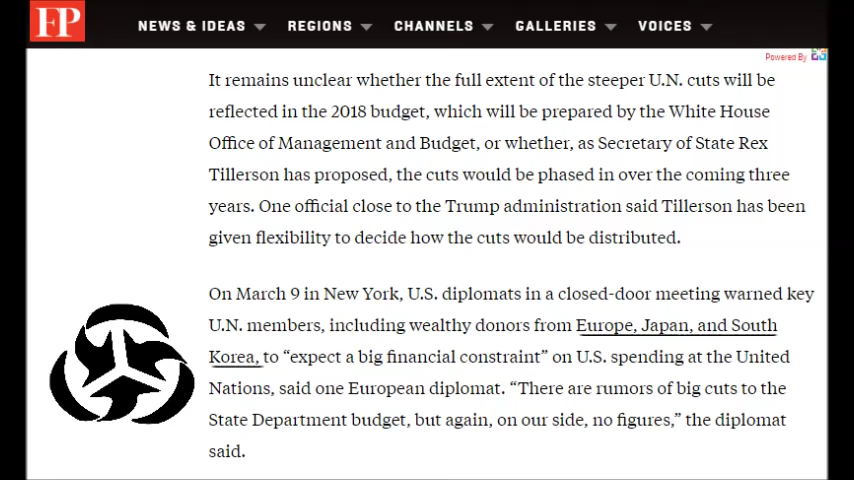 FP
NEWS & IDEAS
REGIONS
CHANNELS
GALLERIES
VOICES
Powered By
It remains unclear whether the full extent of the steeper U.N. cuts will be
reflected in the 2018 budget, which will be prepared by the White House
Office of Management and Budget, or whether, as Secretary of State Rex
Tillerson has proposed, the cuts would be phased in over the coming three
years. One official close to the Trump administration said Tillerson has been
given flexibility to decide how the cuts would be distributed.
On March 9 in New York, U.S. diplomats in a closed-door meeting warned key
U.N. members, including wealthy donors from Europe, Japan, and South
Korea, to “expect a big financial constraint” on U.S. spending at the United
Nations, said one European diplomat. “There are rumors of big cuts to the
State Department budget, but again, on our side, no figures,” the diplomat
said.